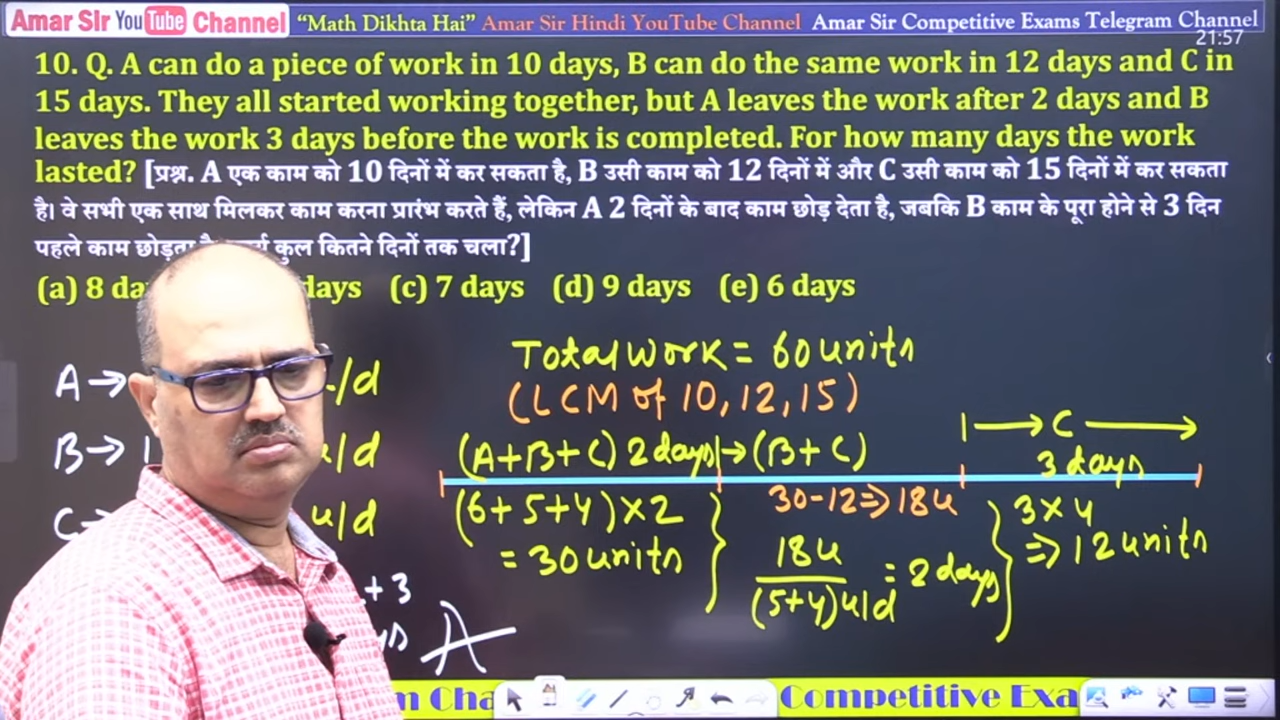 Amar Sir YouTube Channel "Math Dikhta Hai" Amar Sir Hindi YouTube Channel Amar Sir Competitive Exams Telegram Channel
21:57
10. Q. A can do a piece of work in 10 days, B can do the same work in 12 days and C in
15 days. They all started working together, but A leaves the work after 2 days and B
leaves the work 3 days before the work is completed. For how many days the work
lasted? [प्रश्न. A एक काम को 10 दिनों में कर सकता है, B उसी काम को 12 दिनों में और C उसी काम को 15 दिनों में कर सकता
है। वे सभी एक साथ मिलकर काम करना प्रारंभ करते हैं, लेकिन A 2 दिनों के बाद काम छोड़ देता है, जबकि B काम के पूरा होने से 3 दिन
पहले काम छोड़ता कुल कितने दिनों तक चला?]
(a) 8 da days (c) 7 days (d) 9 days (e) 6 days
Total work = 60 units
A→ /d (LCM of 10, 12, 15)
B→ 1 /d (A+B+C) 2 days|→(B+C) |→ C →
3 days
C→ u/d (6+5+4)×2 30-12⇒18u 3×4
= 30 units 18u/(5+4)u/d = 2 days ⇒12 units
+3
A
m Cha Competitive Exa